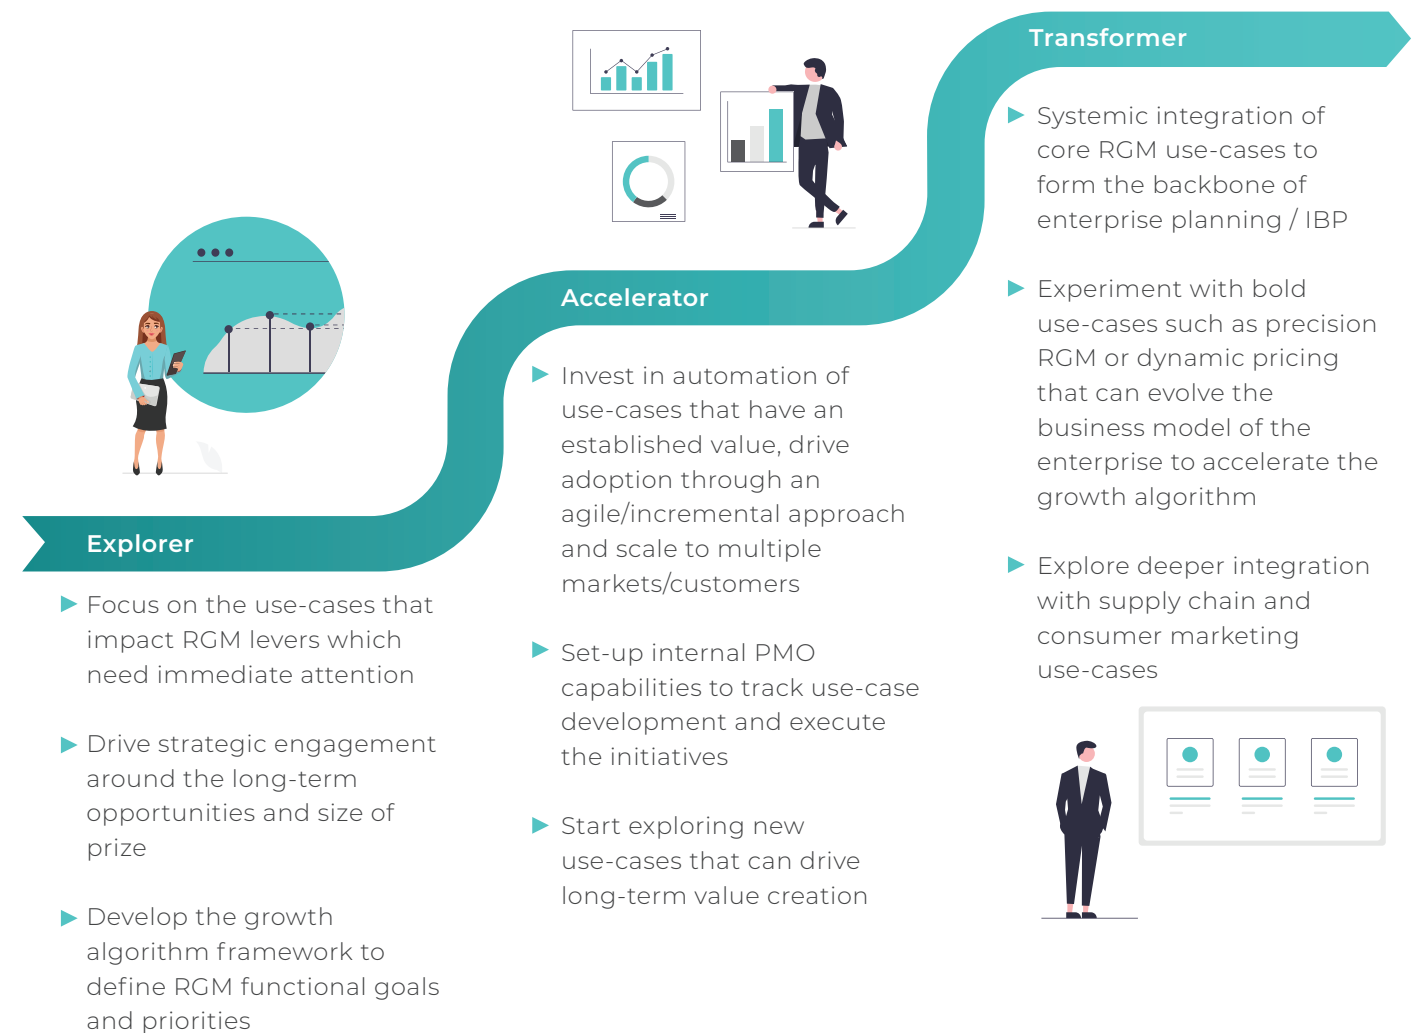 Transformer
Systemic integration of
core RGM use-cases to
form the backbone of
enterprise planning / IBP
Experiment with bold
use-cases such as precision
RGM or dynamic pricing
that can evolve the
business model of the
enterprise to accelerate the
growth algorithm
Explore deeper integration
with supply chain and
consumer marketing
use-cases
Accelerator
Invest in automation of
use-cases that have an
established value, drive
adoption through an
agile/incremental approach
and scale to multiple
markets/customers
Set-up internal PMO
capabilities to track use-case
development and execute
the initiatives
Start exploring new
use-cases that can drive
long-term value creation
Explorer
Focus on the use-cases that
impact RGM levers which
need immediate attention
Drive strategic engagement
around the long-term
opportunities and size of
prize
Develop the growth
algorithm framework to
define RGM functional goals
and priorities